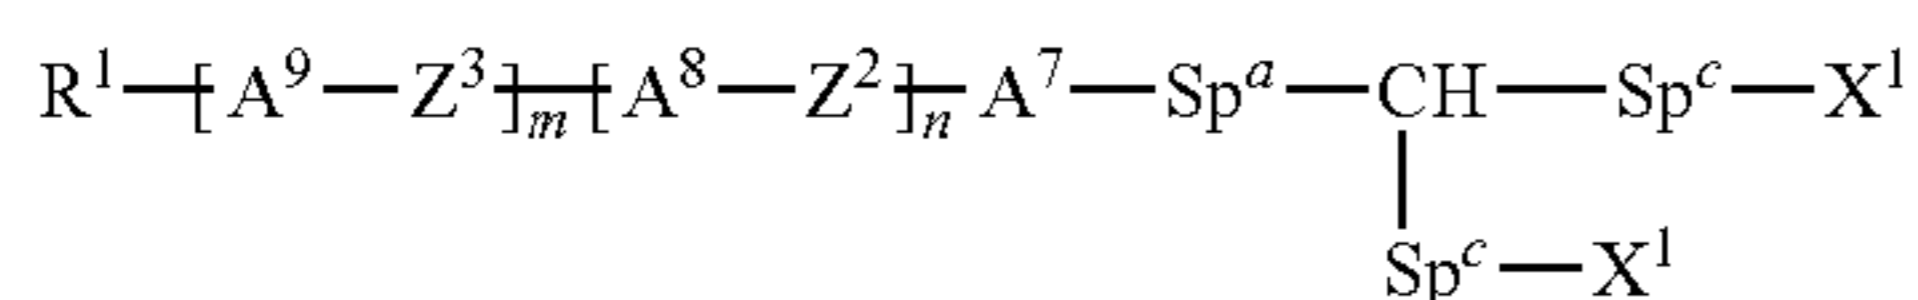 R¹—[A⁹—Z³]ₘ—[A⁸—Z²]ₙ—A⁷—Spᵃ—CH—Spᶜ—X¹
Spᶜ—X¹